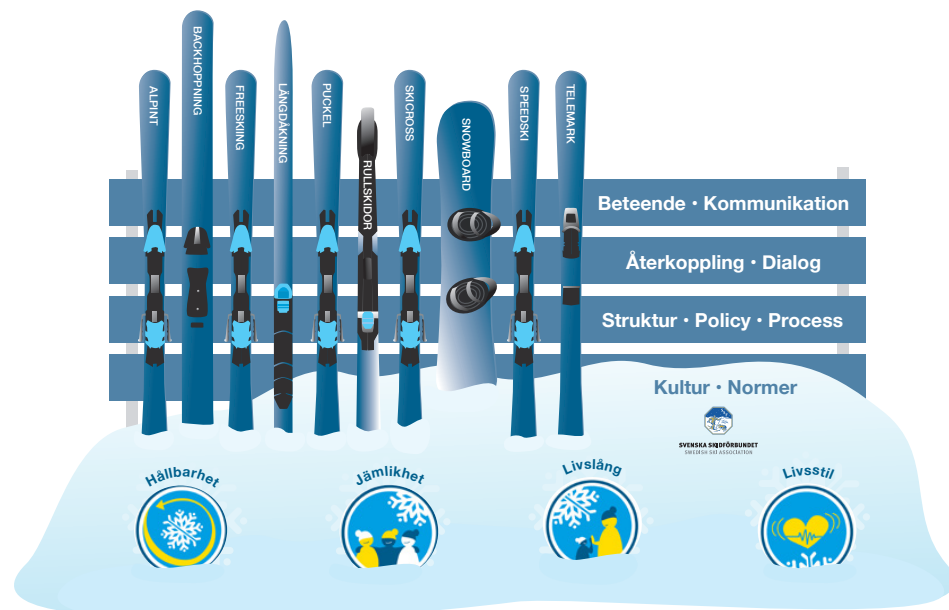 ALPINT
BACKHOPPNING
FREESKIING
LÄNGDÅKNING
PUCKEL
RULLSKIDOR
SKICROSS
SNOWBOARD
SPEEDSKI
TELEMARK
Beteende • Kommunikation
Återkoppling • Dialog
Struktur • Policy • Process
Kultur • Normer
SVENSKA SKIDFÖRBUNDET
SWEDISH SKI ASSOCIATION
Hållbarhet
Jämlikhet
Livslång
Livsstil